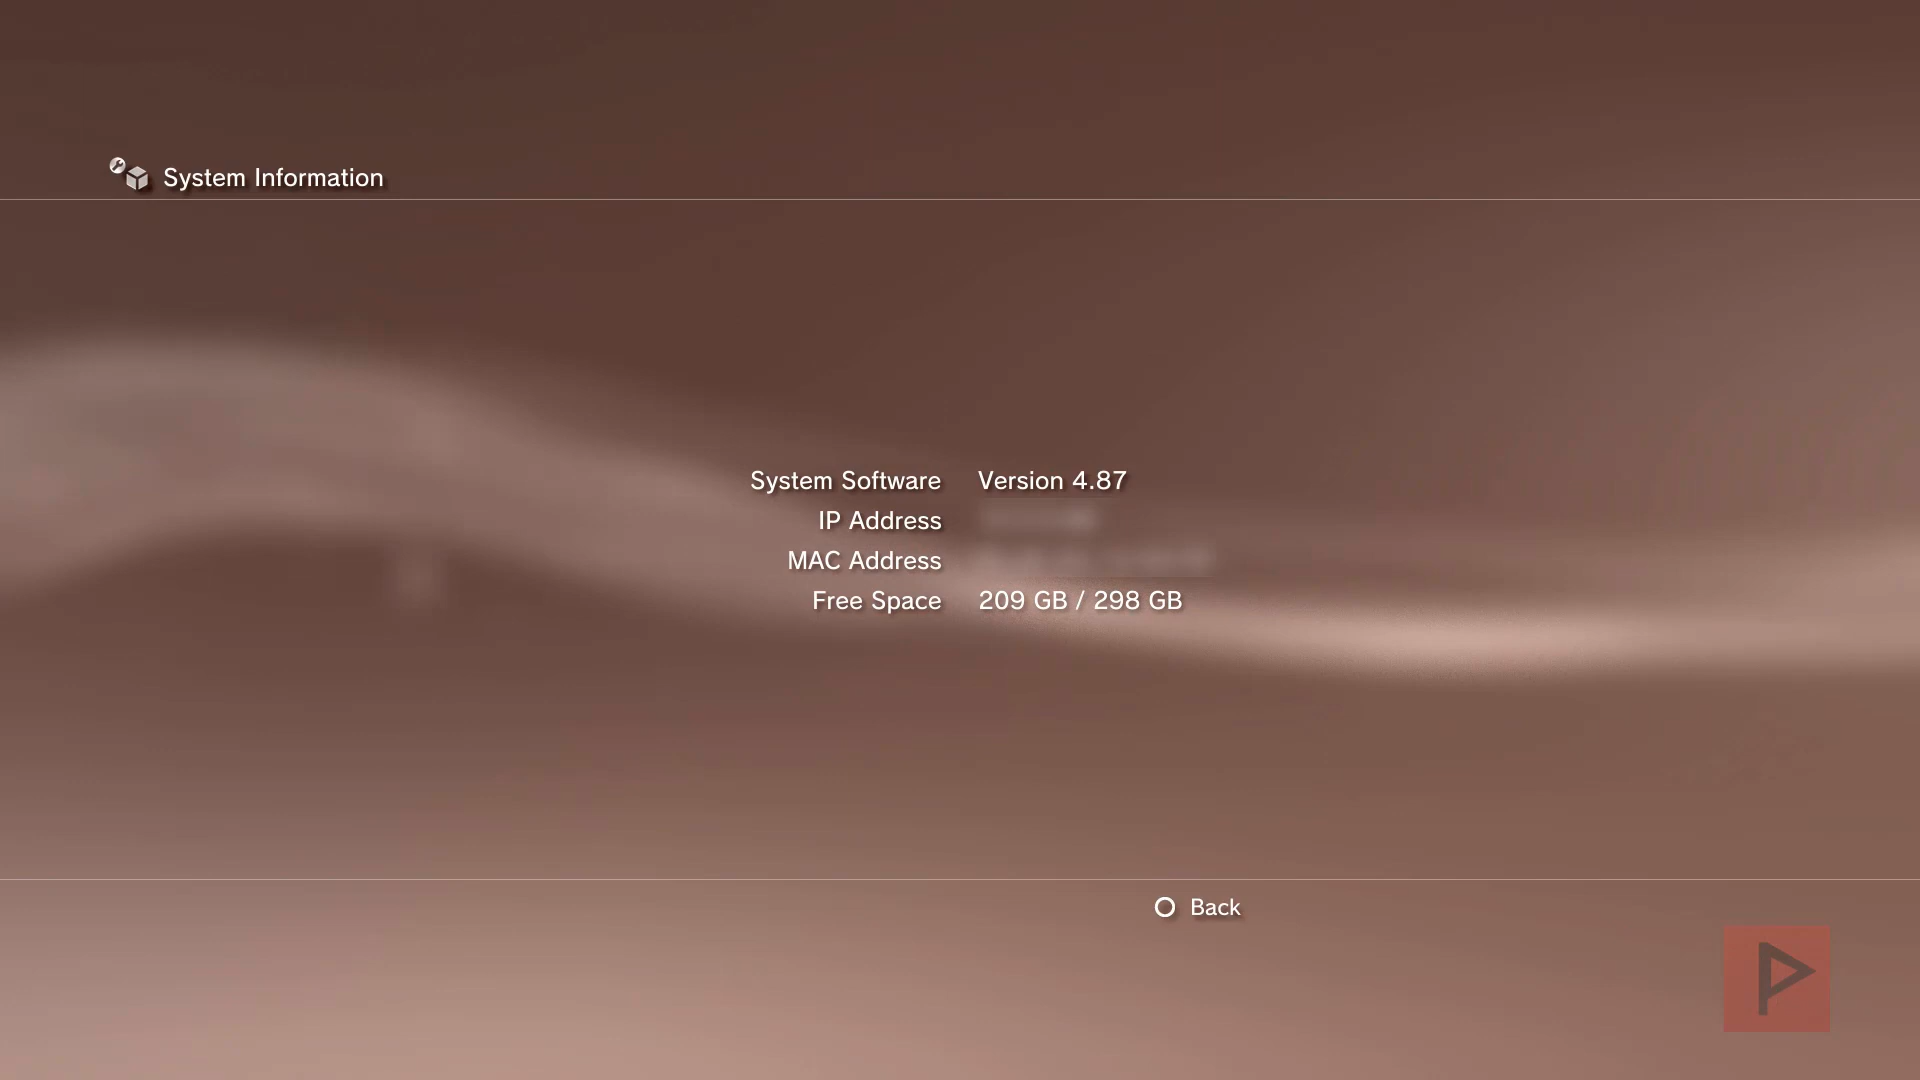 System Information
System Software Version 4.87
IP Address
MAC Address
Free Space 209 GB / 298 GB
Back